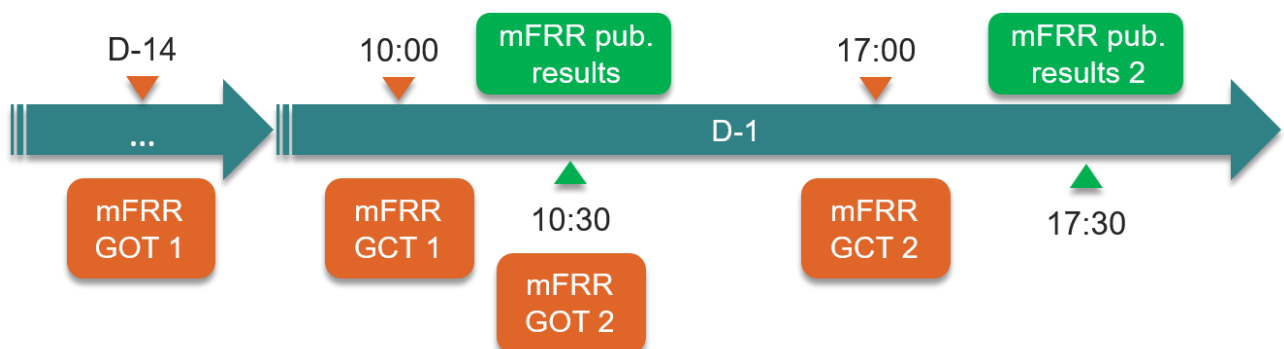 D-14
10:00
mFRR pub.
results
17:00
mFRR pub.
results 2
...
D-1
mFRR
GOT 1
mFRR
GCT 1
10:30
mFRR
GOT 2
mFRR
GCT 2
17:30